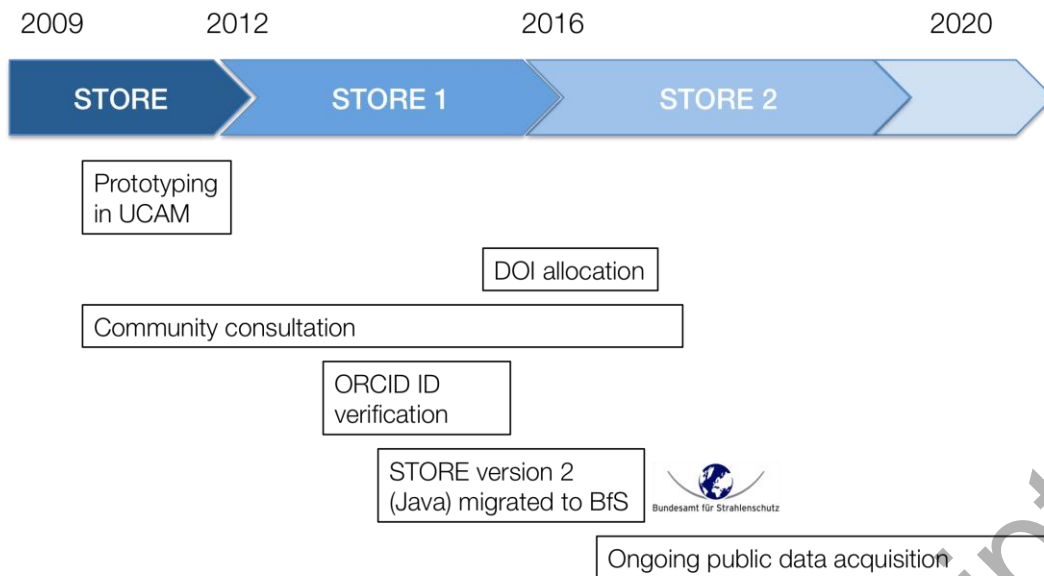 2009 2012 2016 2020
STORE STORE 1 STORE 2
Prototyping
in UCAM
DOI allocation
Community consultation
ORCID ID
verification
STORE version 2
(Java) migrated to BfS
Bundesamt für Strahlenschutz
Ongoing public data acquisition